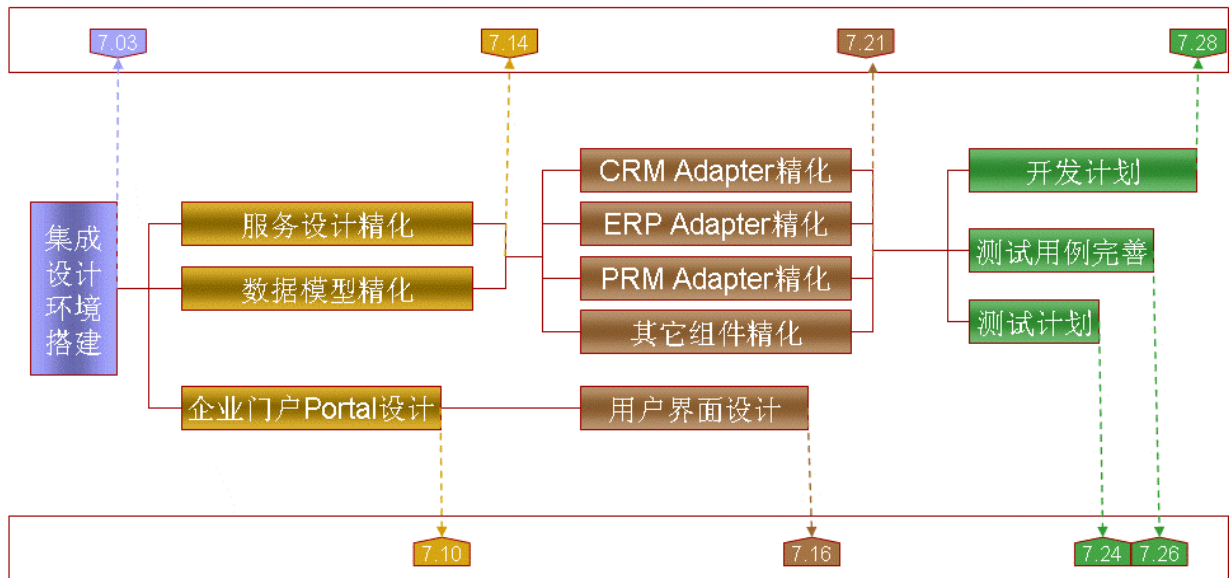 7.03
7.14
7.21
7.28
集成
设计
环境
搭建
服务设计精化
数据模型精化
企业门户Portal设计
CRM Adapter精化
ERP Adapter精化
PRM Adapter精化
其它组件精化
用户界面设计
开发计划
测试用例完善
测试计划
7.10
7.16
7.24
7.26